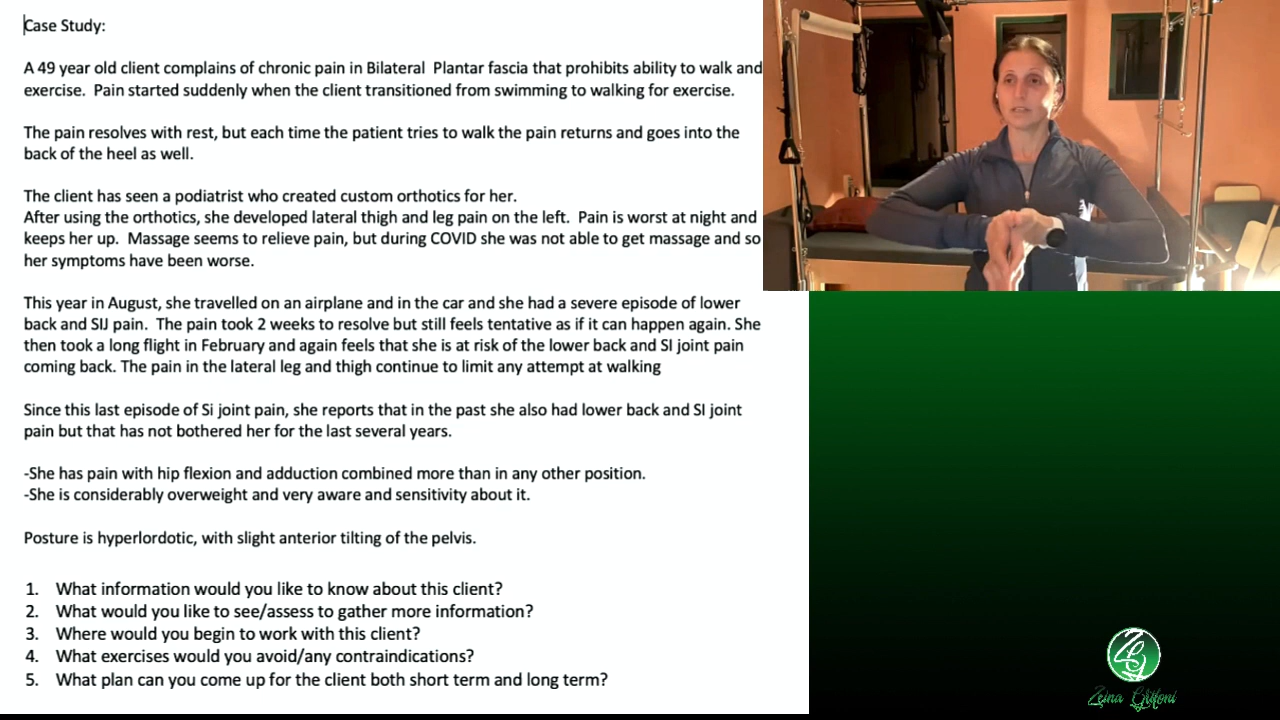 Case Study:
A 49 year old client complains of chronic pain in Bilateral Plantar fascia that prohibits ability to walk and
exercise. Pain started suddenly when the client transitioned from swimming to walking for exercise.
The pain resolves with rest, but each time the patient tries to walk the pain returns and goes into the
back of the heel as well.
The client has seen a podiatrist who created custom orthotics for her.
After using the orthotics, she developed lateral thigh and leg pain on the left. Pain is worst at night and
keeps her up. Massage seems to relieve pain, but during COVID she was not able to get massage and so
her symptoms have been worse.
This year in August, she travelled on an airplane and in the car and she had a severe episode of lower
back and SIJ pain. The pain took 2 weeks to resolve but still feels tentative as if it can happen again. She
then took a long flight in February and again feels that she is at risk of the lower back and SI joint pain
coming back. The pain in the lateral leg and thigh continue to limit any attempt at walking
Since this last episode of Si joint pain, she reports that in the past she also had lower back and SI joint
pain but that has not bothered her for the last several years.
-She has pain with hip flexion and adduction combined more than in any other position.
-She is considerably overweight and very aware and sensitivity about it.
Posture is hyperlordotic, with slight anterior tilting of the pelvis.
1. What information would you like to know about this client?
2. What would you like to see/assess to gather more information?
3. Where would you begin to work with this client?
4. What exercises would you avoid/any contraindications?
5. What plan can you come up for the client both short term and long term?